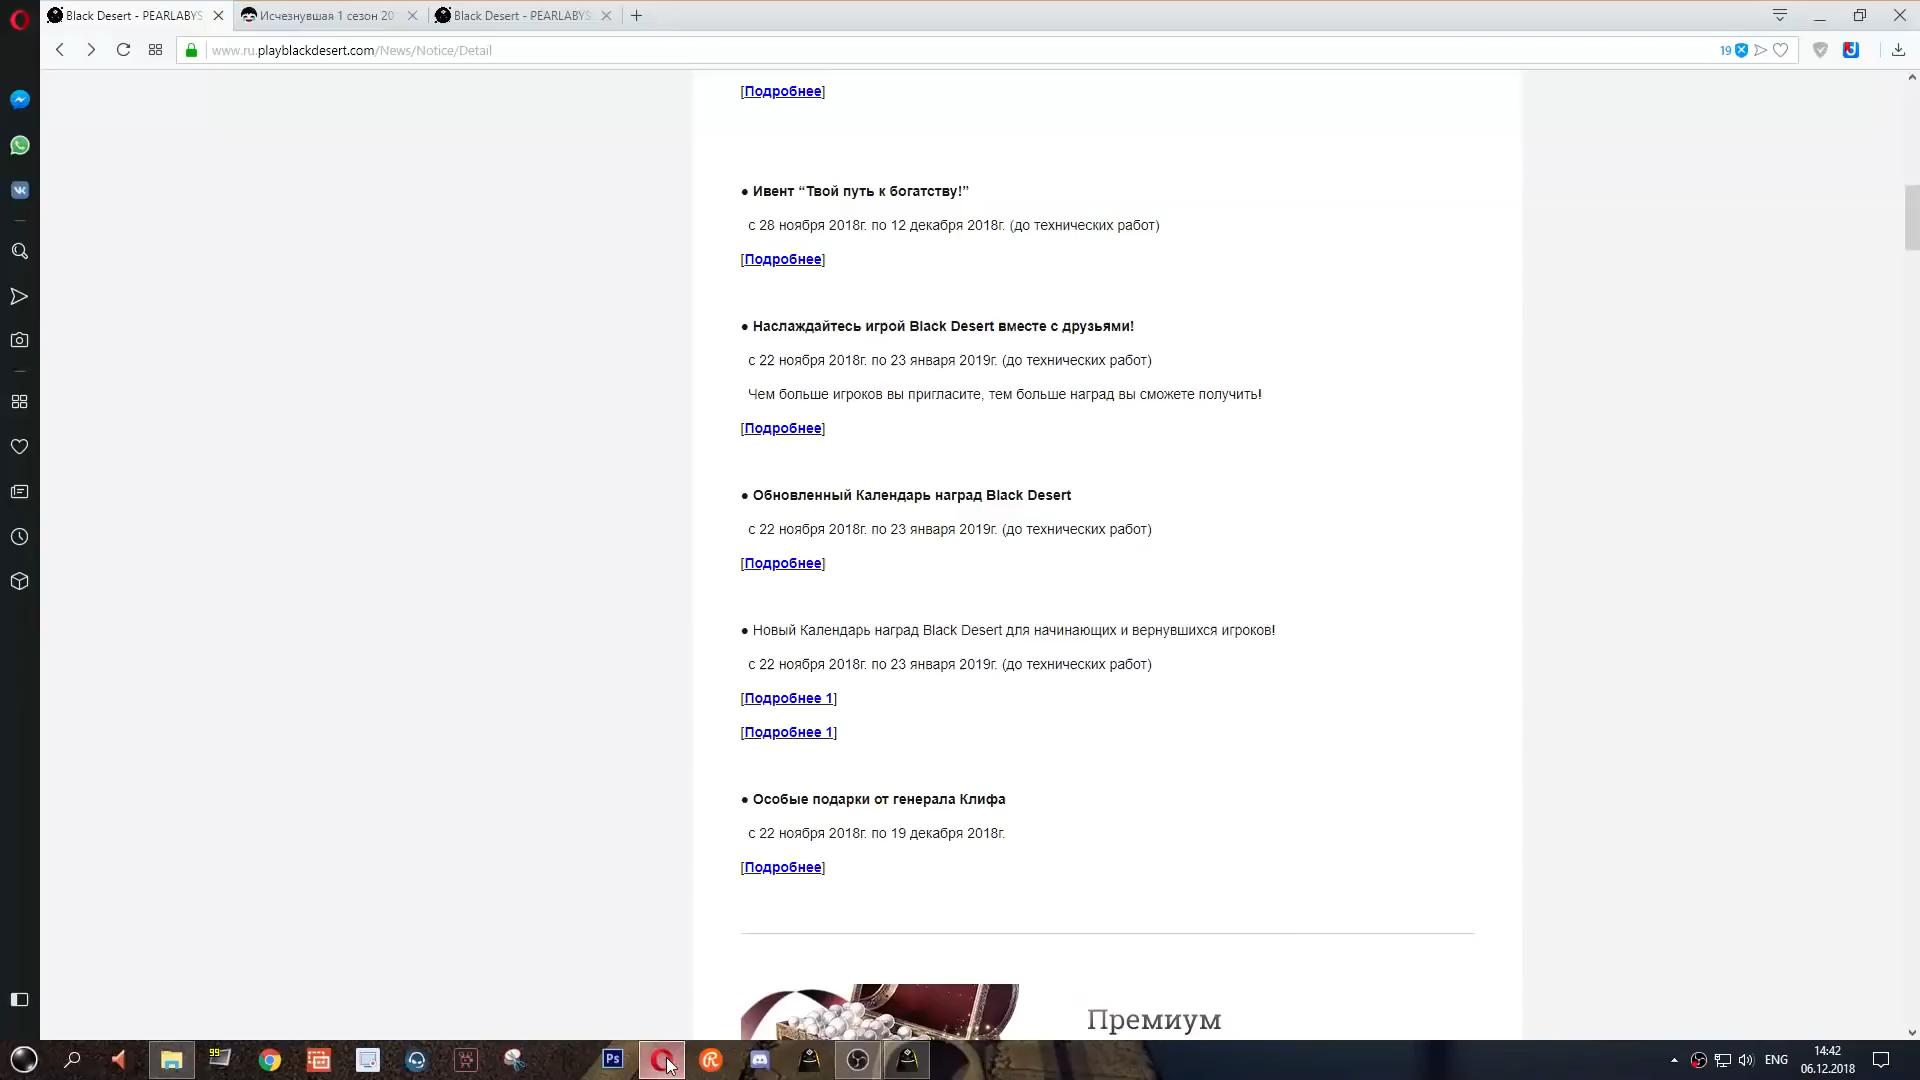 Black Desert - PEARLABYS
Исчезнувшая 1 сезон 20
Black Desert - PEARLABYS
www.ru.playblackdesert.com/News/Notice/Detail
19
[Подробнее]
● Ивент “Твой путь к богатству!”
с 28 ноября 2018г. по 12 декабря 2018г. (до технических работ)
[Подробнее]
● Наслаждайтесь игрой Black Desert вместе с друзьями!
с 22 ноября 2018г. по 23 января 2019г. (до технических работ)
Чем больше игроков вы пригласите, тем больше наград вы сможете получить!
[Подробнее]
● Обновленный Календарь наград Black Desert
с 22 ноября 2018г. по 23 января 2019г. (до технических работ)
[Подробнее]
● Новый Календарь наград Black Desert для начинающих и вернувшихся игроков!
с 22 ноября 2018г. по 23 января 2019г. (до технических работ)
[Подробнее 1]
[Подробнее 1]
● Особые подарки от генерала Клифа
с 22 ноября 2018г. по 19 декабря 2018г.
[Подробнее]
Премиум
99
Ps
ENG
14:42
06.12.2018